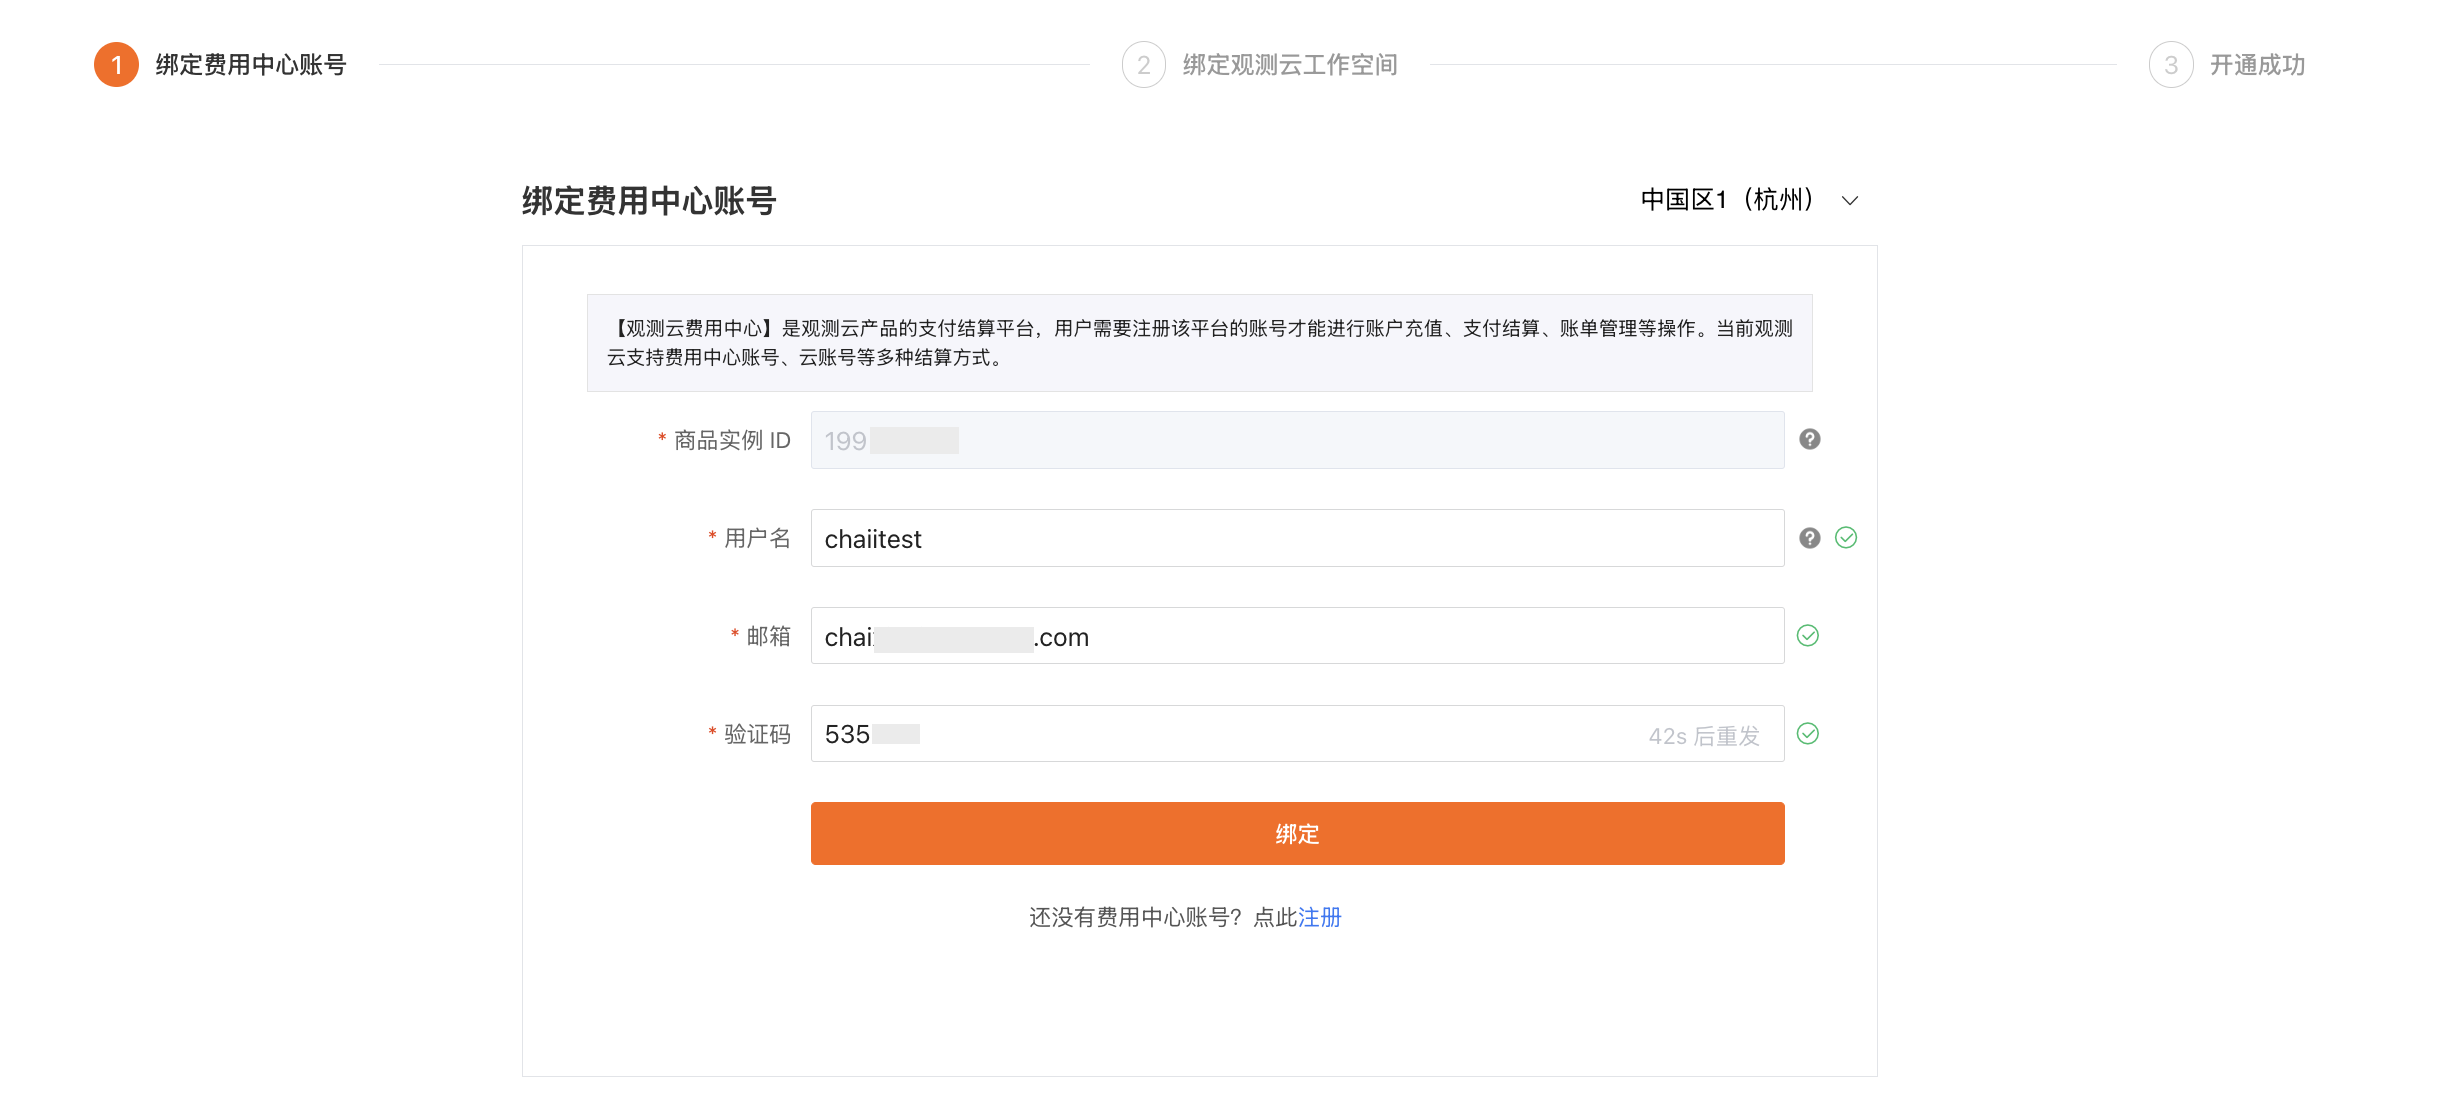 1 绑定费用中心账号
2 绑定观测云工作空间
3 开通成功
绑定费用中心账号
中国区1（杭州）
【观测云费用中心】是观测云产品的支付结算平台，用户需要注册该平台的账号才能进行账户充值、支付结算、账单管理等操作。当前观测
云支持费用中心账号、云账号等多种结算方式。
* 商品实例 ID
199
* 用户名
chaiitest
* 邮箱
chai
.com
* 验证码
535
42s 后重发
绑定
还没有费用中心账号？点此注册